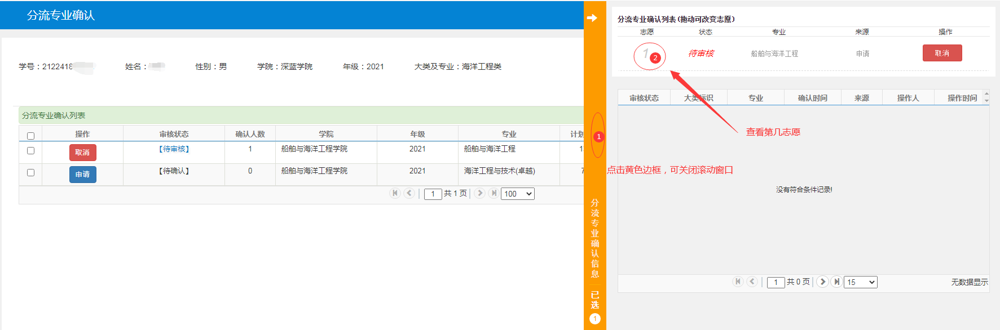 分流专业确认
学号：2122418
姓名：
性别：男
学院：深蓝学院
年级：2021
大类及专业：海洋工程类
分流专业确认列表
操作 审核状态 确认人数 学院 年级 专业 计划
取消 【待审核】 1 船舶与海洋工程学院 2021 船舶与海洋工程 1
申请 【待确认】 0 船舶与海洋工程学院 2021 海洋工程与技术(卓越) 7
1 共 1 页 100
1
分流专业确认信息
已选
1
分流专业确认列表(拖动可改变志愿)
志愿 状态 专业 来源 操作
1 2 待审核 船舶与海洋工程 申请 取消
审核状态 大类标识 专业 确认时间 来源 操作人 操作时间
查看第几志愿
点击黄色边框，可关闭滚动窗口
没有符合条件记录!
1 共 0 页 15 无数据显示